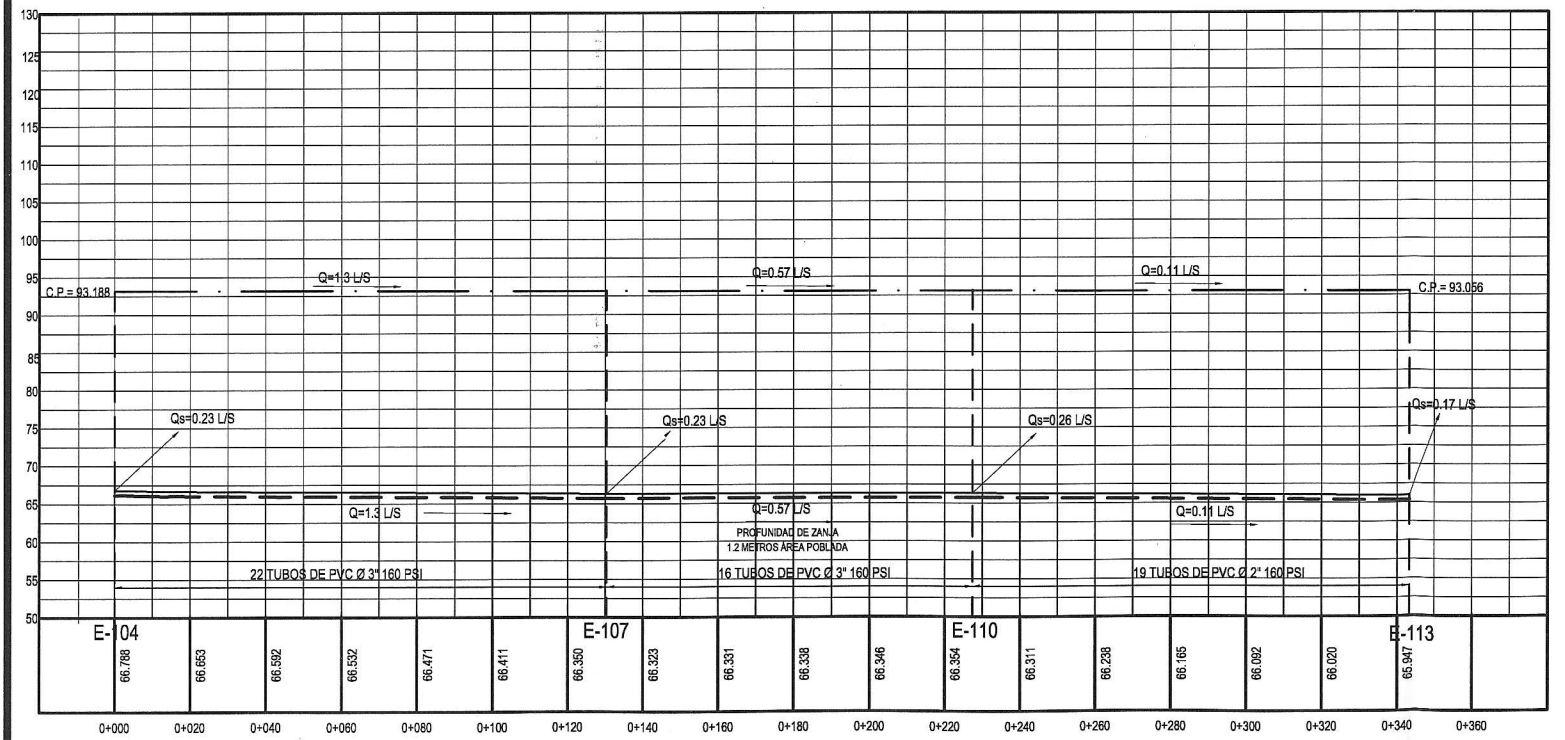 130
125
120
115
110
105
100
95
90
85
80
75
70
65
60
55
50
Q=1.3 L/S
Q=0.57 L/S
Q=0.11 L/S
C.P.= 93.188
C.P.= 93.056
Qs=0.23 L/S
Qs=0.23 L/S
Qs=0.26 L/S
Qs=0.17 L/S
Q=1.3 L/S
Q=0.57 L/S
Q=0.11 L/S
PROFUNIDAD DE ZANJA
1.2 METROS ÁREA POBLADA
22 TUBOS DE PVC Ø 3" 160 PSI
16 TUBOS DE PVC Ø 3" 160 PSI
19 TUBOS DE PVC Ø 2" 160 PSI
E-104
E-107
E-110
E-113
66.788
66.653
66.592
66.532
66.471
66.411
66.350
66.323
66.331
66.338
66.346
66.354
66.311
66.238
66.165
66.092
66.020
65.947
0+000
0+020
0+040
0+060
0+080
0+100
0+120
0+140
0+160
0+180
0+200
0+220
0+240
0+260
0+280
0+300
0+320
0+340
0+360